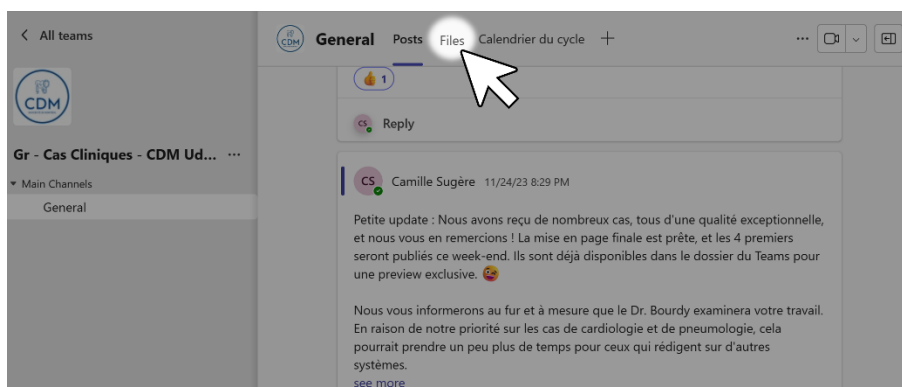 All teams
CDM
General Posts Files Calendrier du cycle
1
CDM
CS Reply
Gr - Cas Cliniques - CDM Ud... ...
Main Channels
General
CS Camille Sugère 11/24/23 8:29 PM
Petite update : Nous avons reçu de nombreux cas, tous d'une qualité exceptionnelle,
et nous vous en remercions ! La mise en page finale est prête, et les 4 premiers
seront publiés ce week-end. Ils sont déjà disponibles dans le dossier du Teams pour
une preview exclusive. 😜
Nous vous informerons au fur et à mesure que le Dr. Bourdy examinera votre travail.
En raison de notre priorité sur les cas de cardiologie et de pneumologie, cela
pourrait prendre un peu plus de temps pour ceux qui rédigent sur d'autres
systèmes.
see more